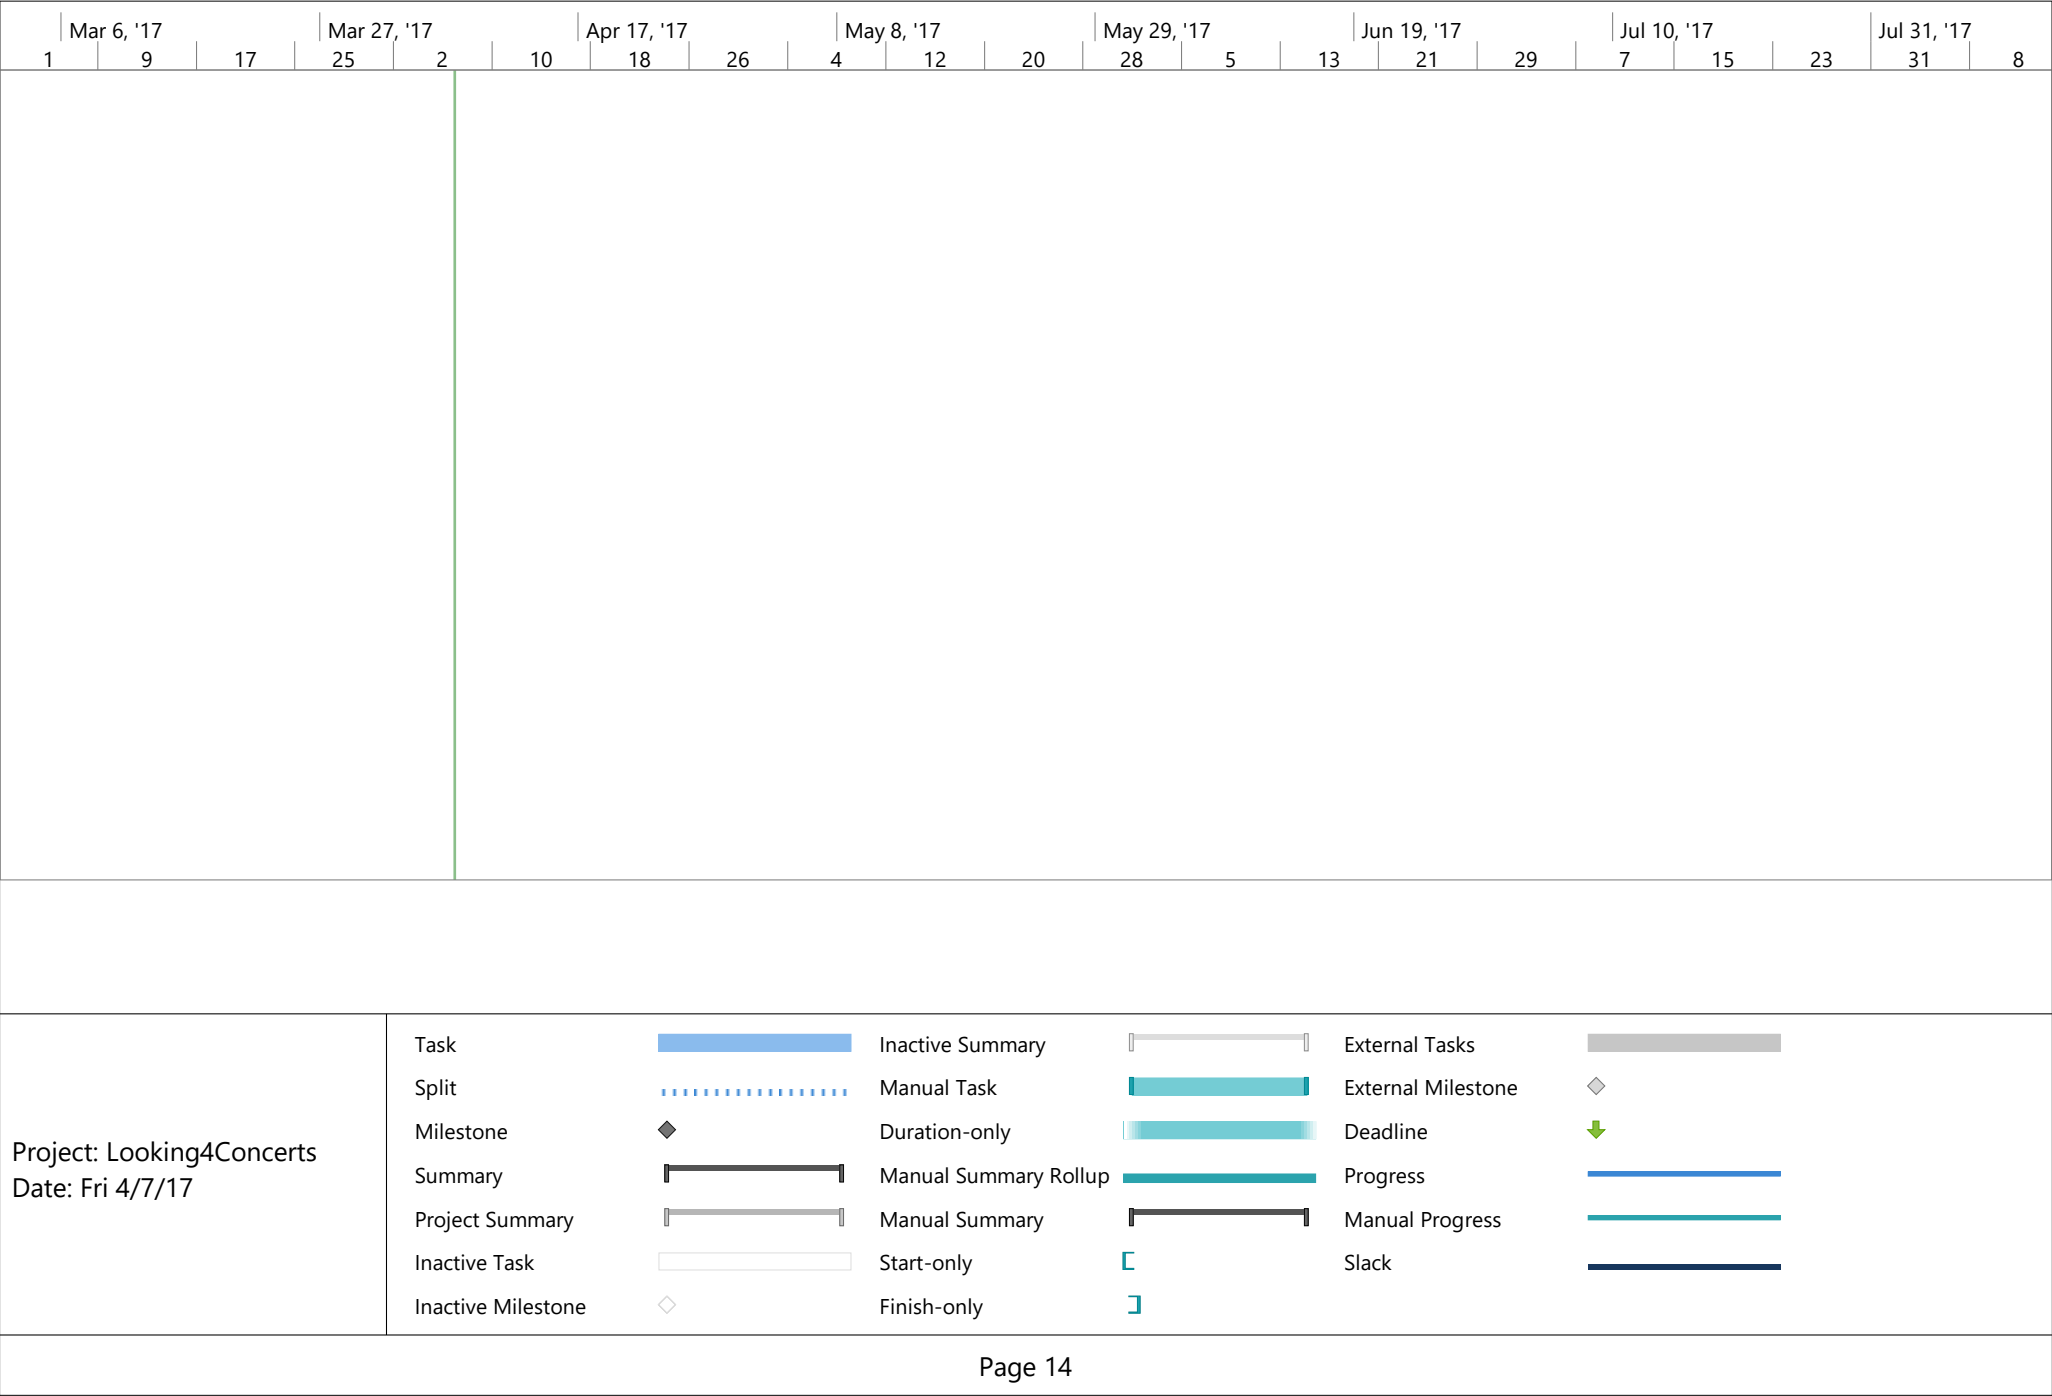 Mar 6, '17 Mar 27, '17 Apr 17, '17 May 8, '17 May 29, '17 Jun 19, '17 Jul 10, '17 Jul 31, '17
1 9 17 25 2 10 18 26 4 12 20 28 5 13 21 29 7 15 23 31 8
Project: Looking4Concerts
Date: Fri 4/7/17
Task
Split
Milestone
Summary
Project Summary
Inactive Task
Inactive Milestone
Inactive Summary
Manual Task
Duration-only
Manual Summary Rollup
Manual Summary
Start-only
Finish-only
External Tasks
External Milestone
Deadline
Progress
Manual Progress
Slack
Page 14